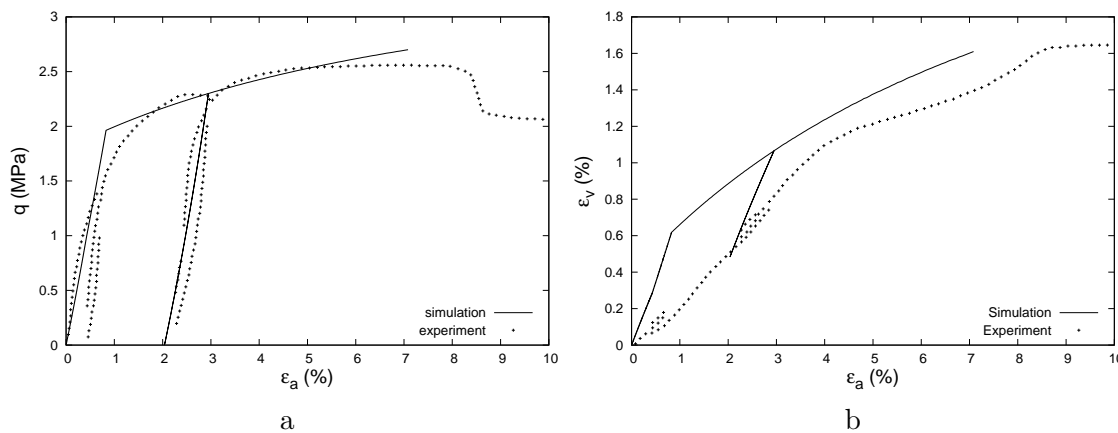 3
2.5
2
1.5
1
0.5
0
q (MPa)
simulation
experiment
0 1 2 3 4 5 6 7 8 9 10
εa (%)
a
1.8
1.6
1.4
1.2
1
0.8
0.6
0.4
0.2
0
εv (%)
Simulation
Experiment
0 1 2 3 4 5 6 7 8 9 10
εa (%)
b